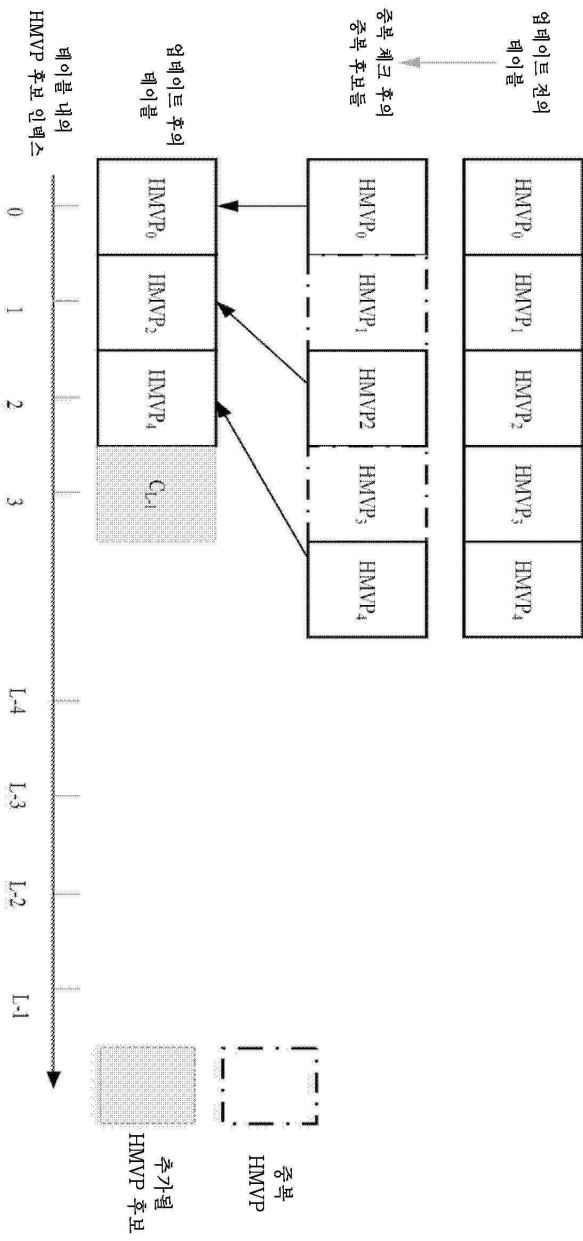 업데이트 전의
테이블
HMVP₀ HMVP₁ HMVP₂ HMVP₃ HMVP₄
중복 체크 후의
중복 후보들
HMVP₀ HMVP₁ HMVP2 HMVP₃ HMVP₄
업데이트 후의
테이블
HMVP₀ HMVP₂ HMVP₄ C_{L-1}
테이블 내의
HMVP 후보 인덱스
0 1 2 3 L-4 L-3 L-2 L-1
중복
HMVP
추가될
HMVP 후보